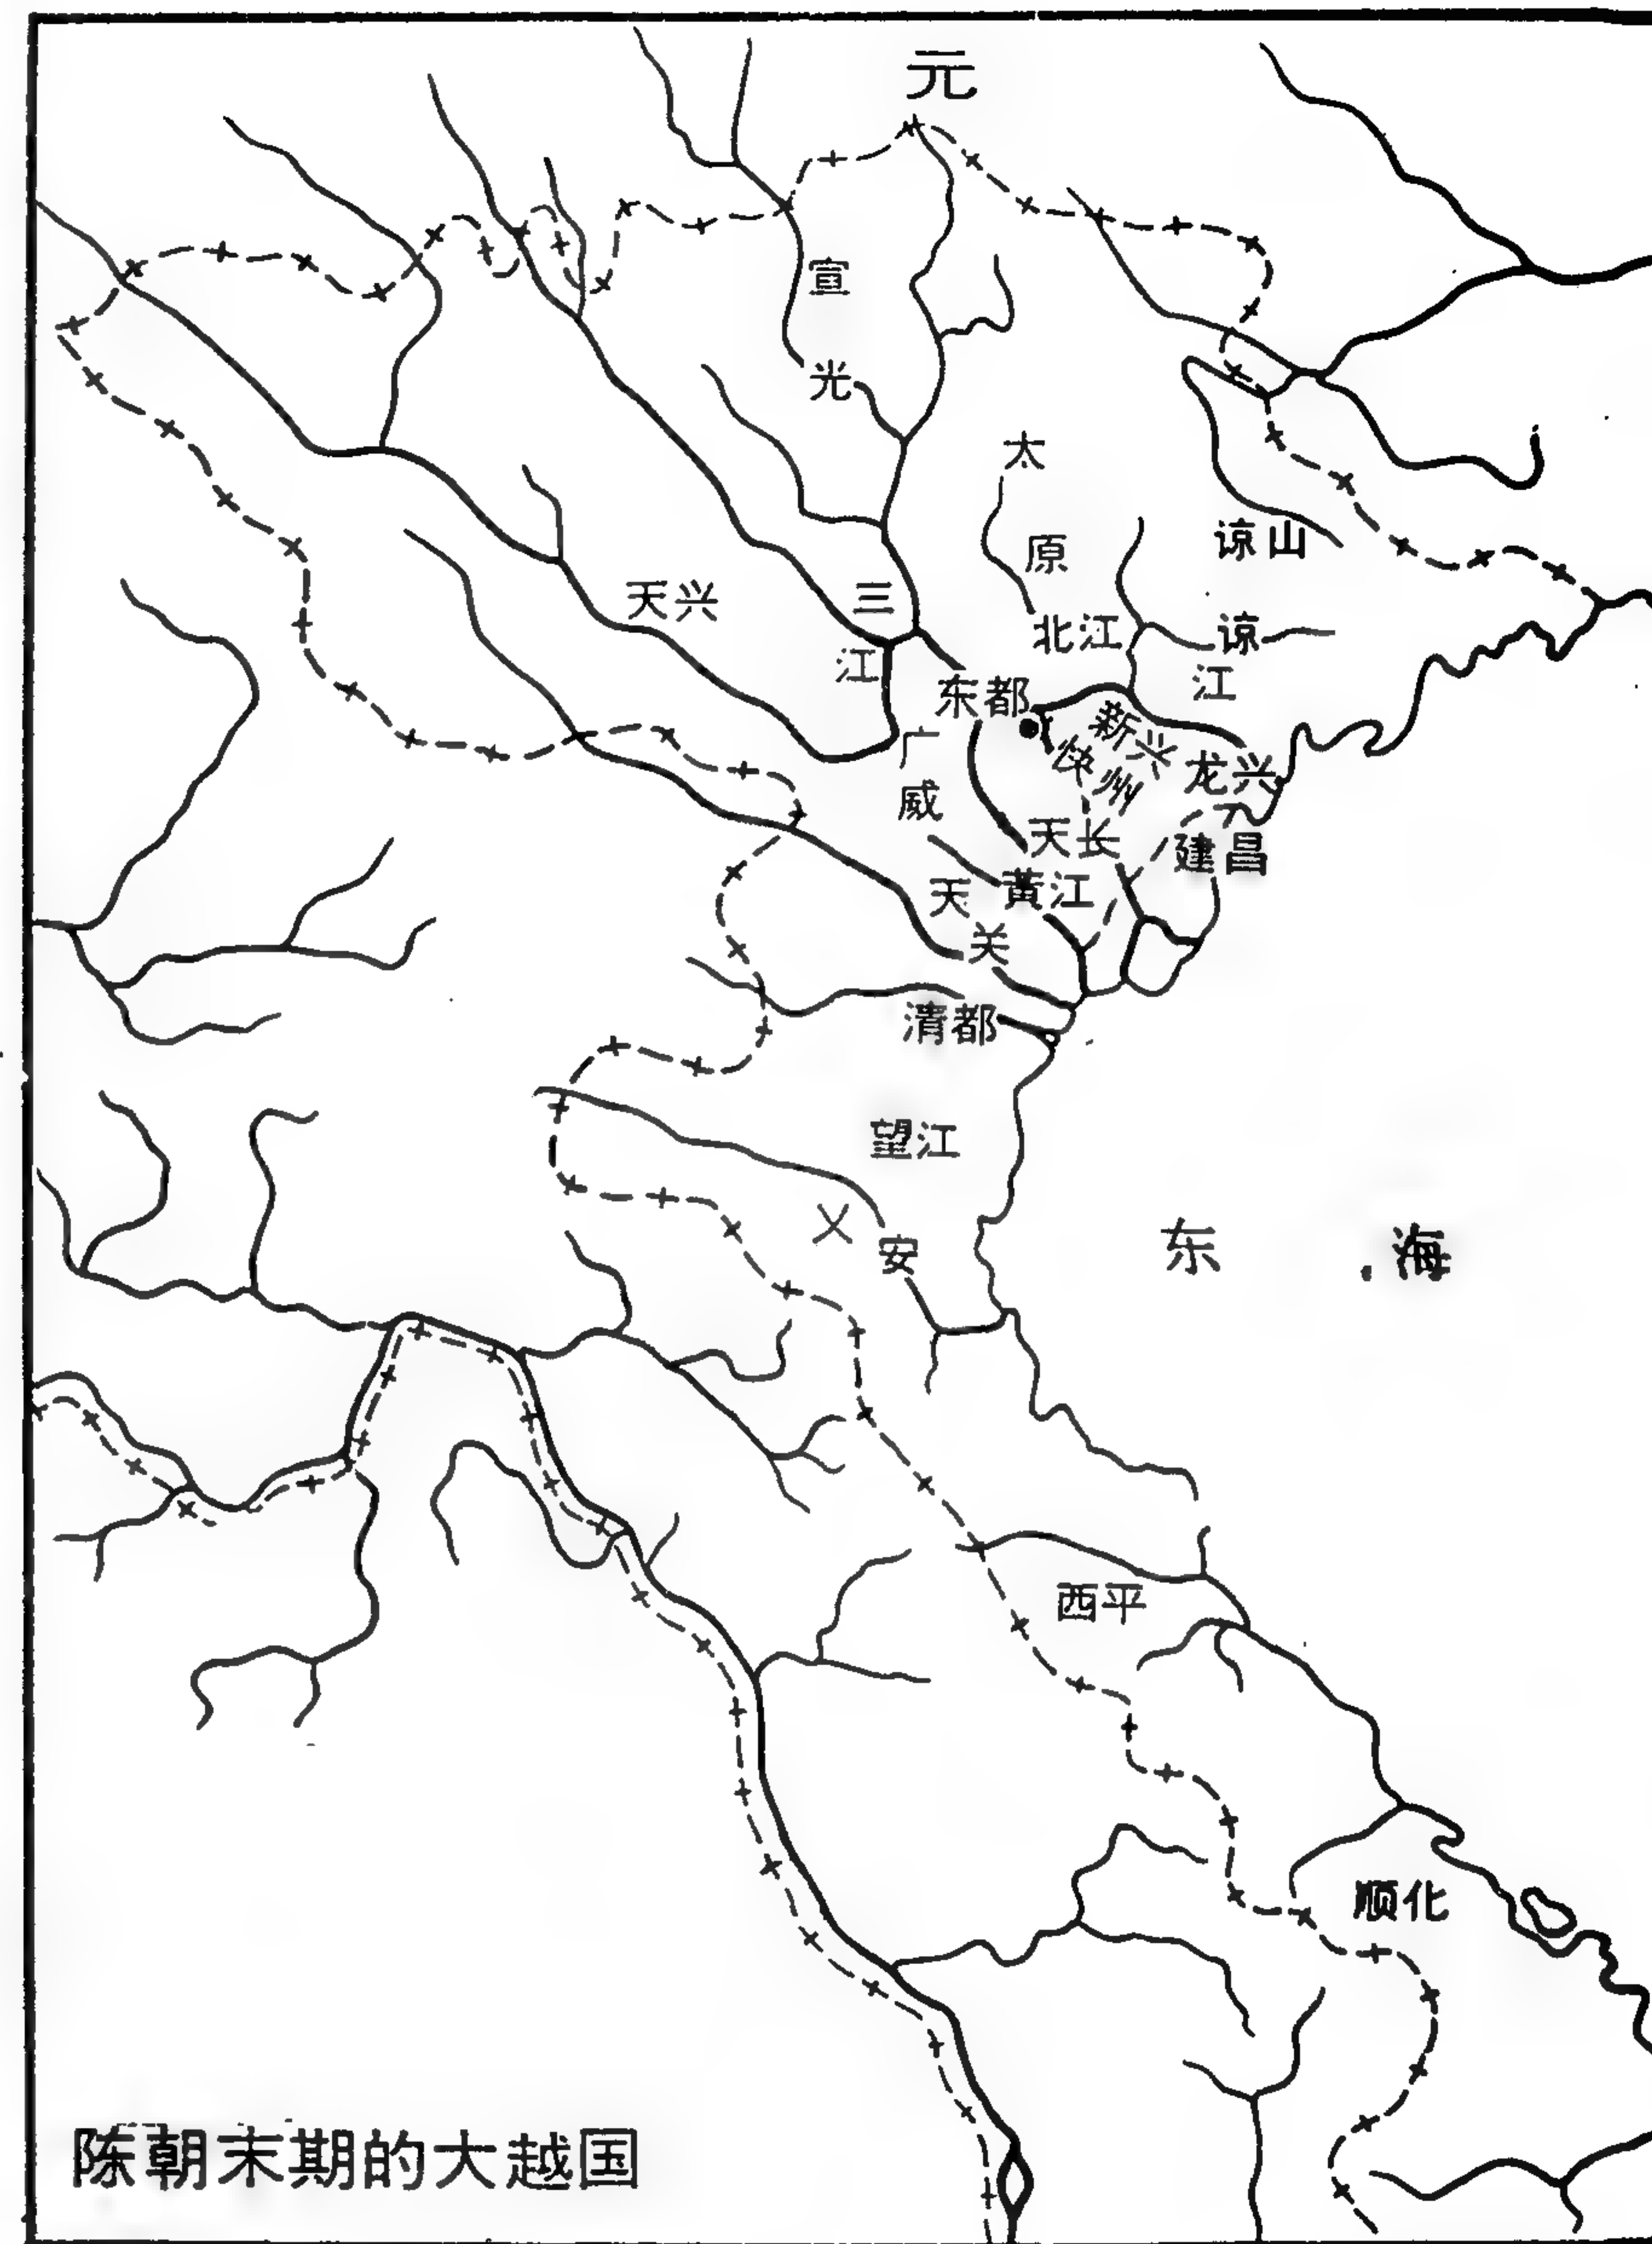 元
宣光
太原
谅山
天兴
三江
北江
谅江
东都
新兴
快州
龙兴
广威
天长
建昌
黄江
天关
清都
望江
乂安
东海
西平
顺化
陈朝末期的大越国